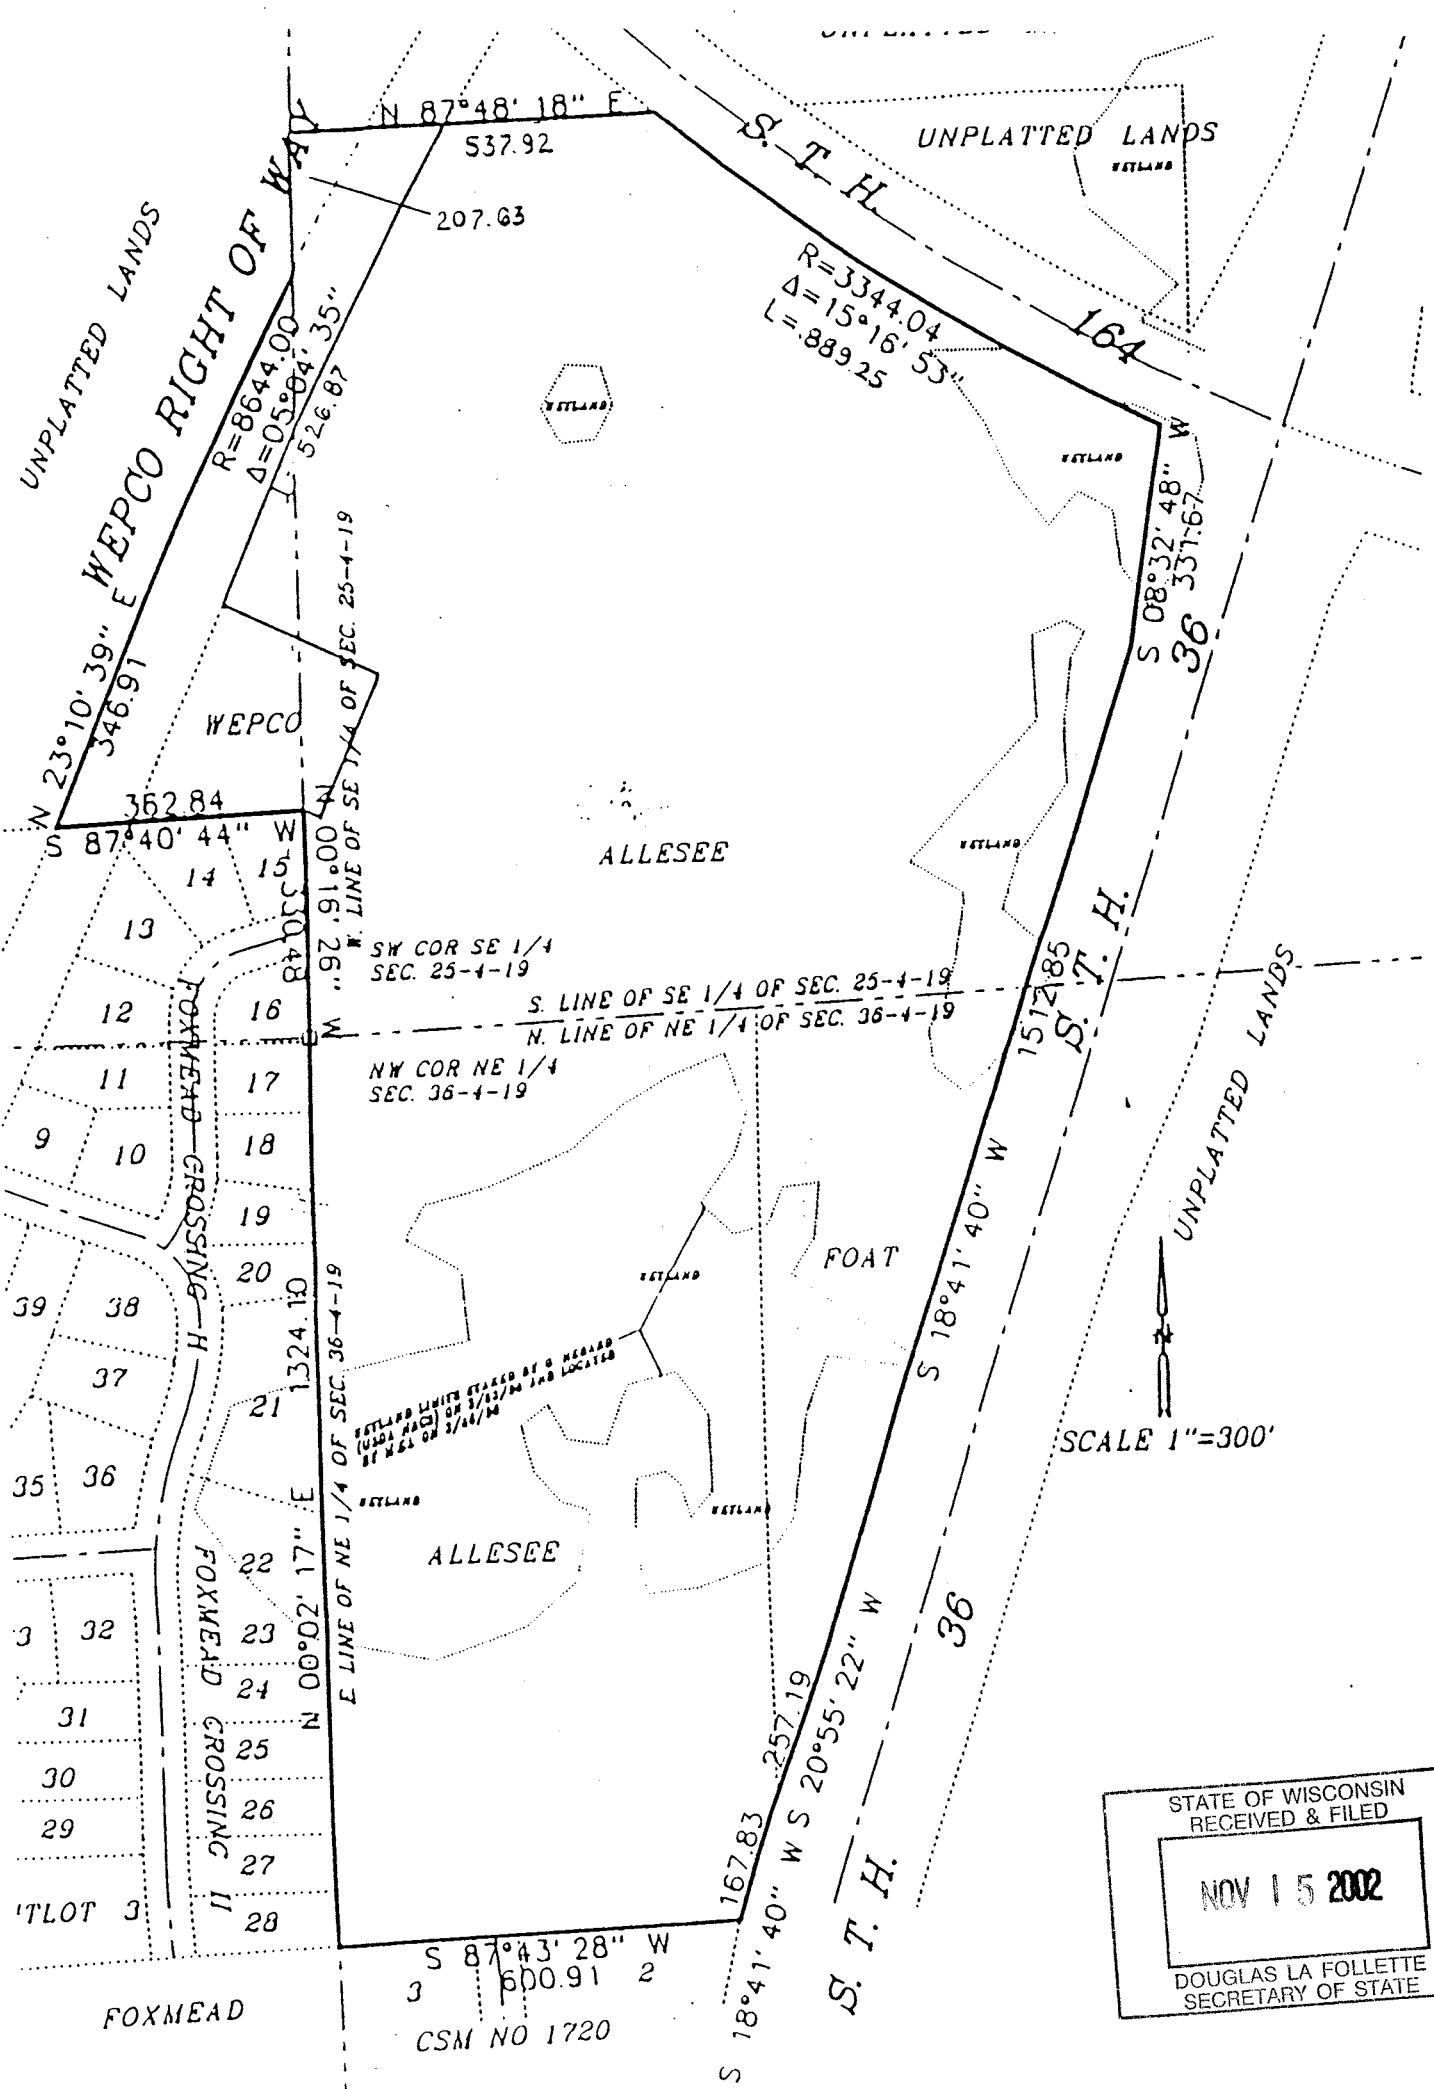 N 87°48' 18" E
537.92
207.63
UNPLATTED LANDS
WEPCO RIGHT OF WAY
R=8644.00
Δ=05°04' 35"
526.87
S. T. H. 164
UNPLATTED LANDS
WETLAND
R=3344.04
Δ=15°16' 53"
L=.889.25
WETLAND
WETLAND
S 08°32' 48" W
331.67
36
N 23°10' 39" E
346.91
WEPCO
W. LINE OF SE 1/4 OF SEC. 25-4-19
362.84
S 87°40' 44" W
N 00°16' 26" W
330.48
ALLESEE
WETLAND
SW COR SE 1/4
SEC. 25-4-19
S. LINE OF SE 1/4 OF SEC. 25-4-19
N. LINE OF NE 1/4 OF SEC. 36-4-19
NW COR NE 1/4
SEC. 36-4-19
14
15
13
12
16
11
17
9
10
18
19
20
39
38
37
21
35
36
22
3
32
23
24
31
25
30
26
29
27
'TLOT 3
28
FOXMEAD CROSSING II
FOXMEAD CROSSING II
1512.85
S. T. H.
UNPLATTED LANDS
S 18°41' 40" W
FOAT
WETLAND
1324.10
N 00°02' 17" E
E LINE OF NE 1/4 OF SEC. 36-4-19
WETLAND LIMITS STAKED BY
AND LOCATED
WETLAND
WETLAND
ALLESEE
N
SCALE 1"=300'
36
257.19
S 20°55' 22" W
167.83
S 18°41' 40" W
S. T. H.
S 87°43' 28" W
600.91
3
2
FOXMEAD
CSM NO 1720
STATE OF WISCONSIN
RECEIVED & FILED
NOV 15 2002
DOUGLAS LA FOLLETTE
SECRETARY OF STATE